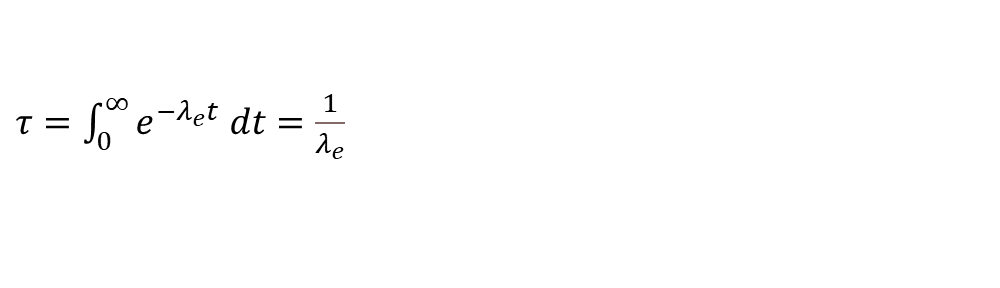 τ = ∫₀^∞ e^{−λₑt} dt = 1/λₑ